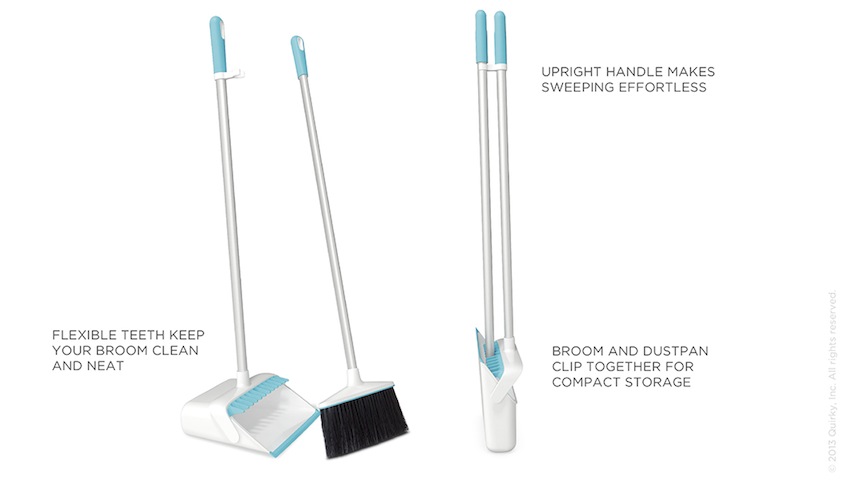 UPRIGHT HANDLE MAKES
SWEEPING EFFORTLESS
FLEXIBLE TEETH KEEP
YOUR BROOM CLEAN
AND NEAT
BROOM AND DUSTPAN
CLIP TOGETHER FOR
COMPACT STORAGE
© 2013 Quirky, Inc. All rights reserved.